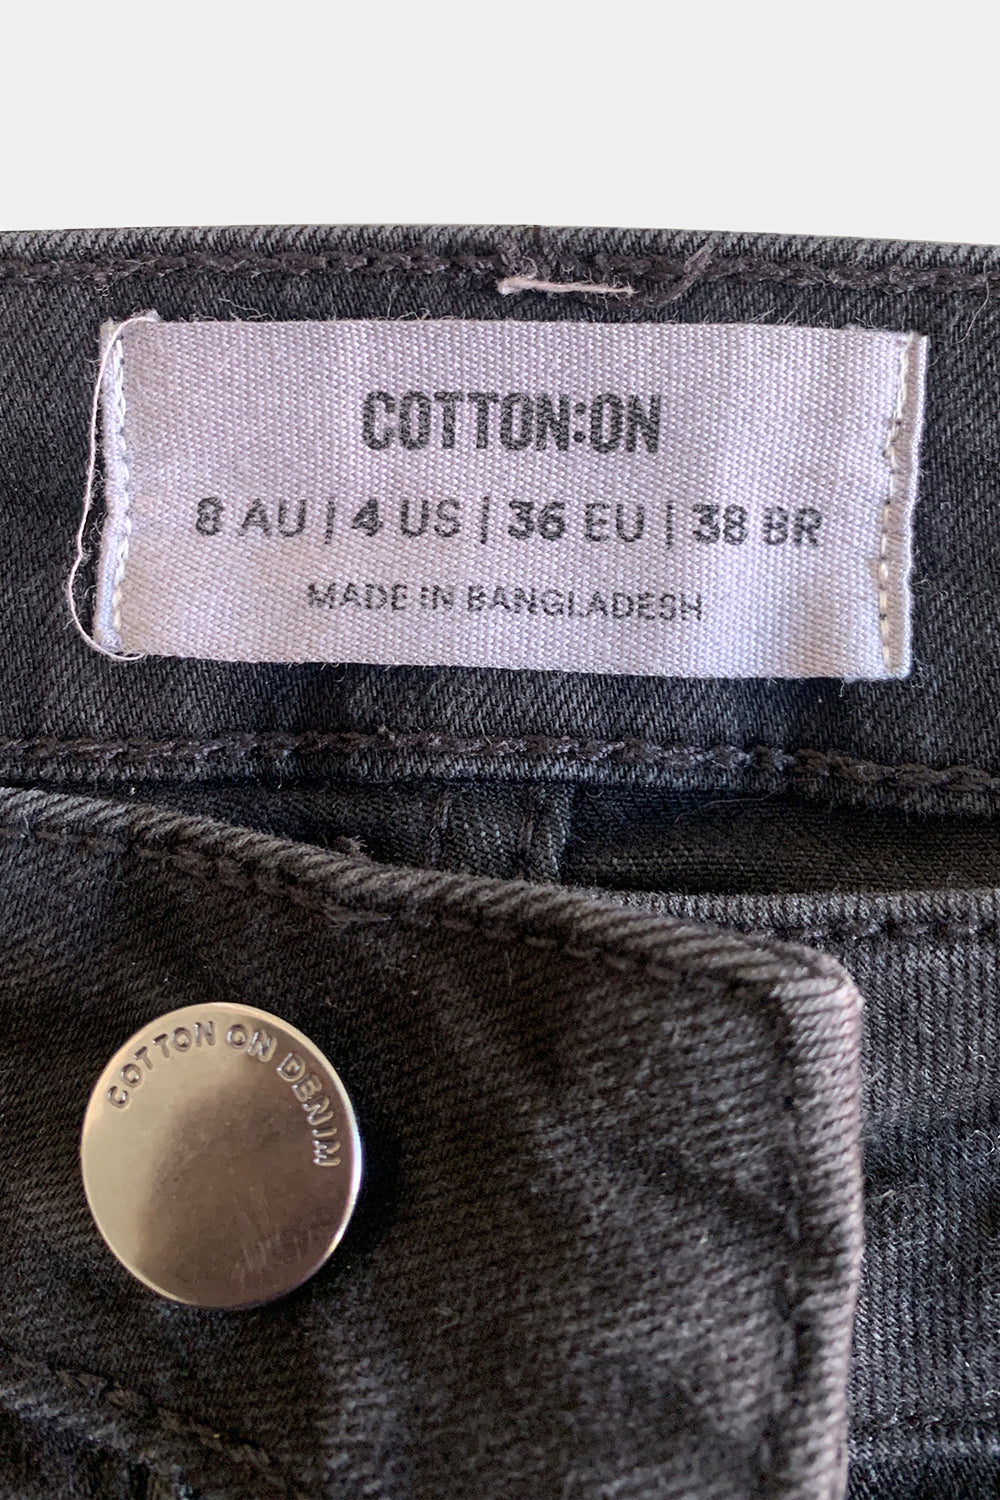 COTTON:ON
8 AU | 4 US | 36 EU | 38 BR
MADE IN BANGLADESH
COTTON ON DENIM